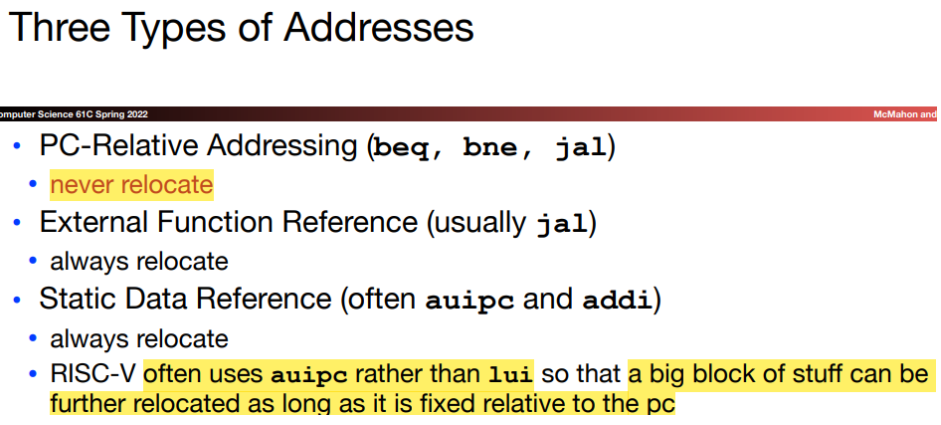 Three Types of Addresses
omputer Science 61C Spring 2022 McMahon and
• PC-Relative Addressing (beq, bne, jal)
• never relocate
• External Function Reference (usually jal)
• always relocate
• Static Data Reference (often auipc and addi)
• always relocate
• RISC-V often uses auipc rather than lui so that a big block of stuff can be
further relocated as long as it is fixed relative to the pc